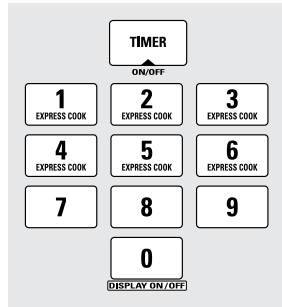 TIMER
ON/OFF
1 2 3
EXPRESS COOK EXPRESS COOK EXPRESS COOK
4 5 6
EXPRESS COOK EXPRESS COOK EXPRESS COOK
7 8 9
0
DISPLAY ON/OFF